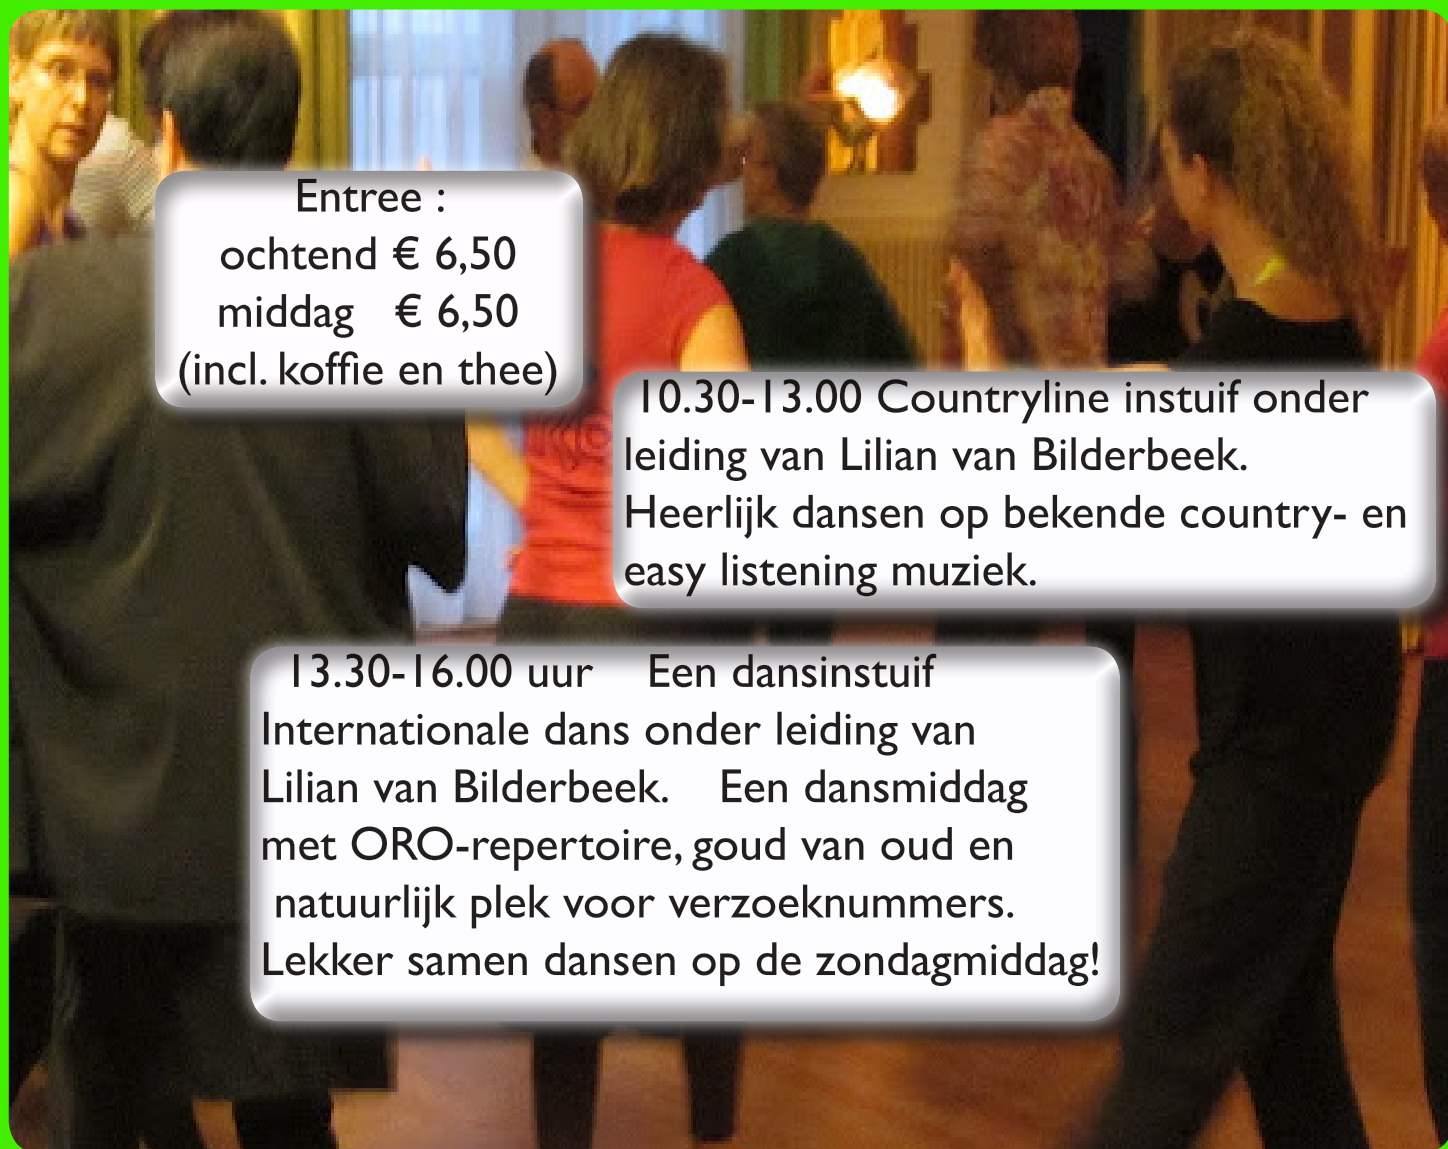 Entree :
ochtend € 6,50
middag € 6,50
(incl. koffie en thee)
10.30-13.00 Countryline instuif onder
leiding van Lilian van Bilderbeek.
Heerlijk dansen op bekende country- en
easy listening muziek.
13.30-16.00 uur Een dansinstuif
Internationale dans onder leiding van
Lilian van Bilderbeek. Een dansmiddag
met ORO-repertoire, goud van oud en
natuurlijk plek voor verzoeknummers.
Lekker samen dansen op de zondagmiddag!